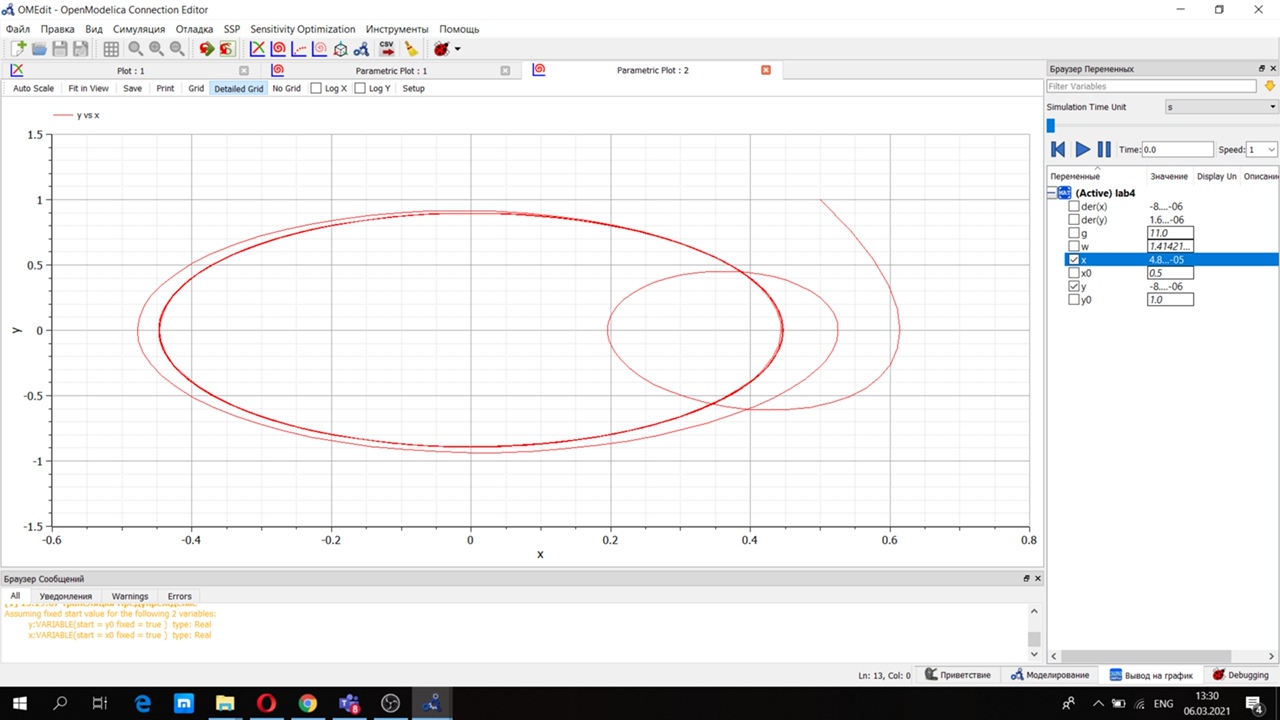 OMEdit - OpenModelica Connection Editor
Файл Правка Вид Симуляция Отладка SSP Sensitivity Optimization Инструменты Помощь
CSV
Plot : 1
Parametric Plot : 1
Parametric Plot : 2
Auto Scale Fit in View Save Print Grid Detailed Grid No Grid Log X Log Y Setup
y vs x
1.5
1
0.5
0
-0.5
-1
-1.5
y
-0.6 -0.4 -0.2 0 0.2 0.4 0.6 0.8
x
Браузер Переменных
Filter Variables
Simulation Time Unit s
Time: 0.0 Speed: 1
Переменные Значение Display Un Описание
(Active) lab4
der(x) -8....-06
der(y) 1.6...-06
g 11.0
w 1.41421...
x 4.8...-05
x0 0.5
y -8....-06
y0 1.0
Браузер Сообщений
All Уведомления Warnings Errors
Assuming fixed start value for the following 2 variables:
y:VARIABLE(start = y0 fixed = true ) type: Real
x:VARIABLE(start = x0 fixed = true ) type: Real
Ln: 13, Col: 0 Приветствие Моделирование Вывод на график Debugging
8
ENG
13:30
06.03.2021
4